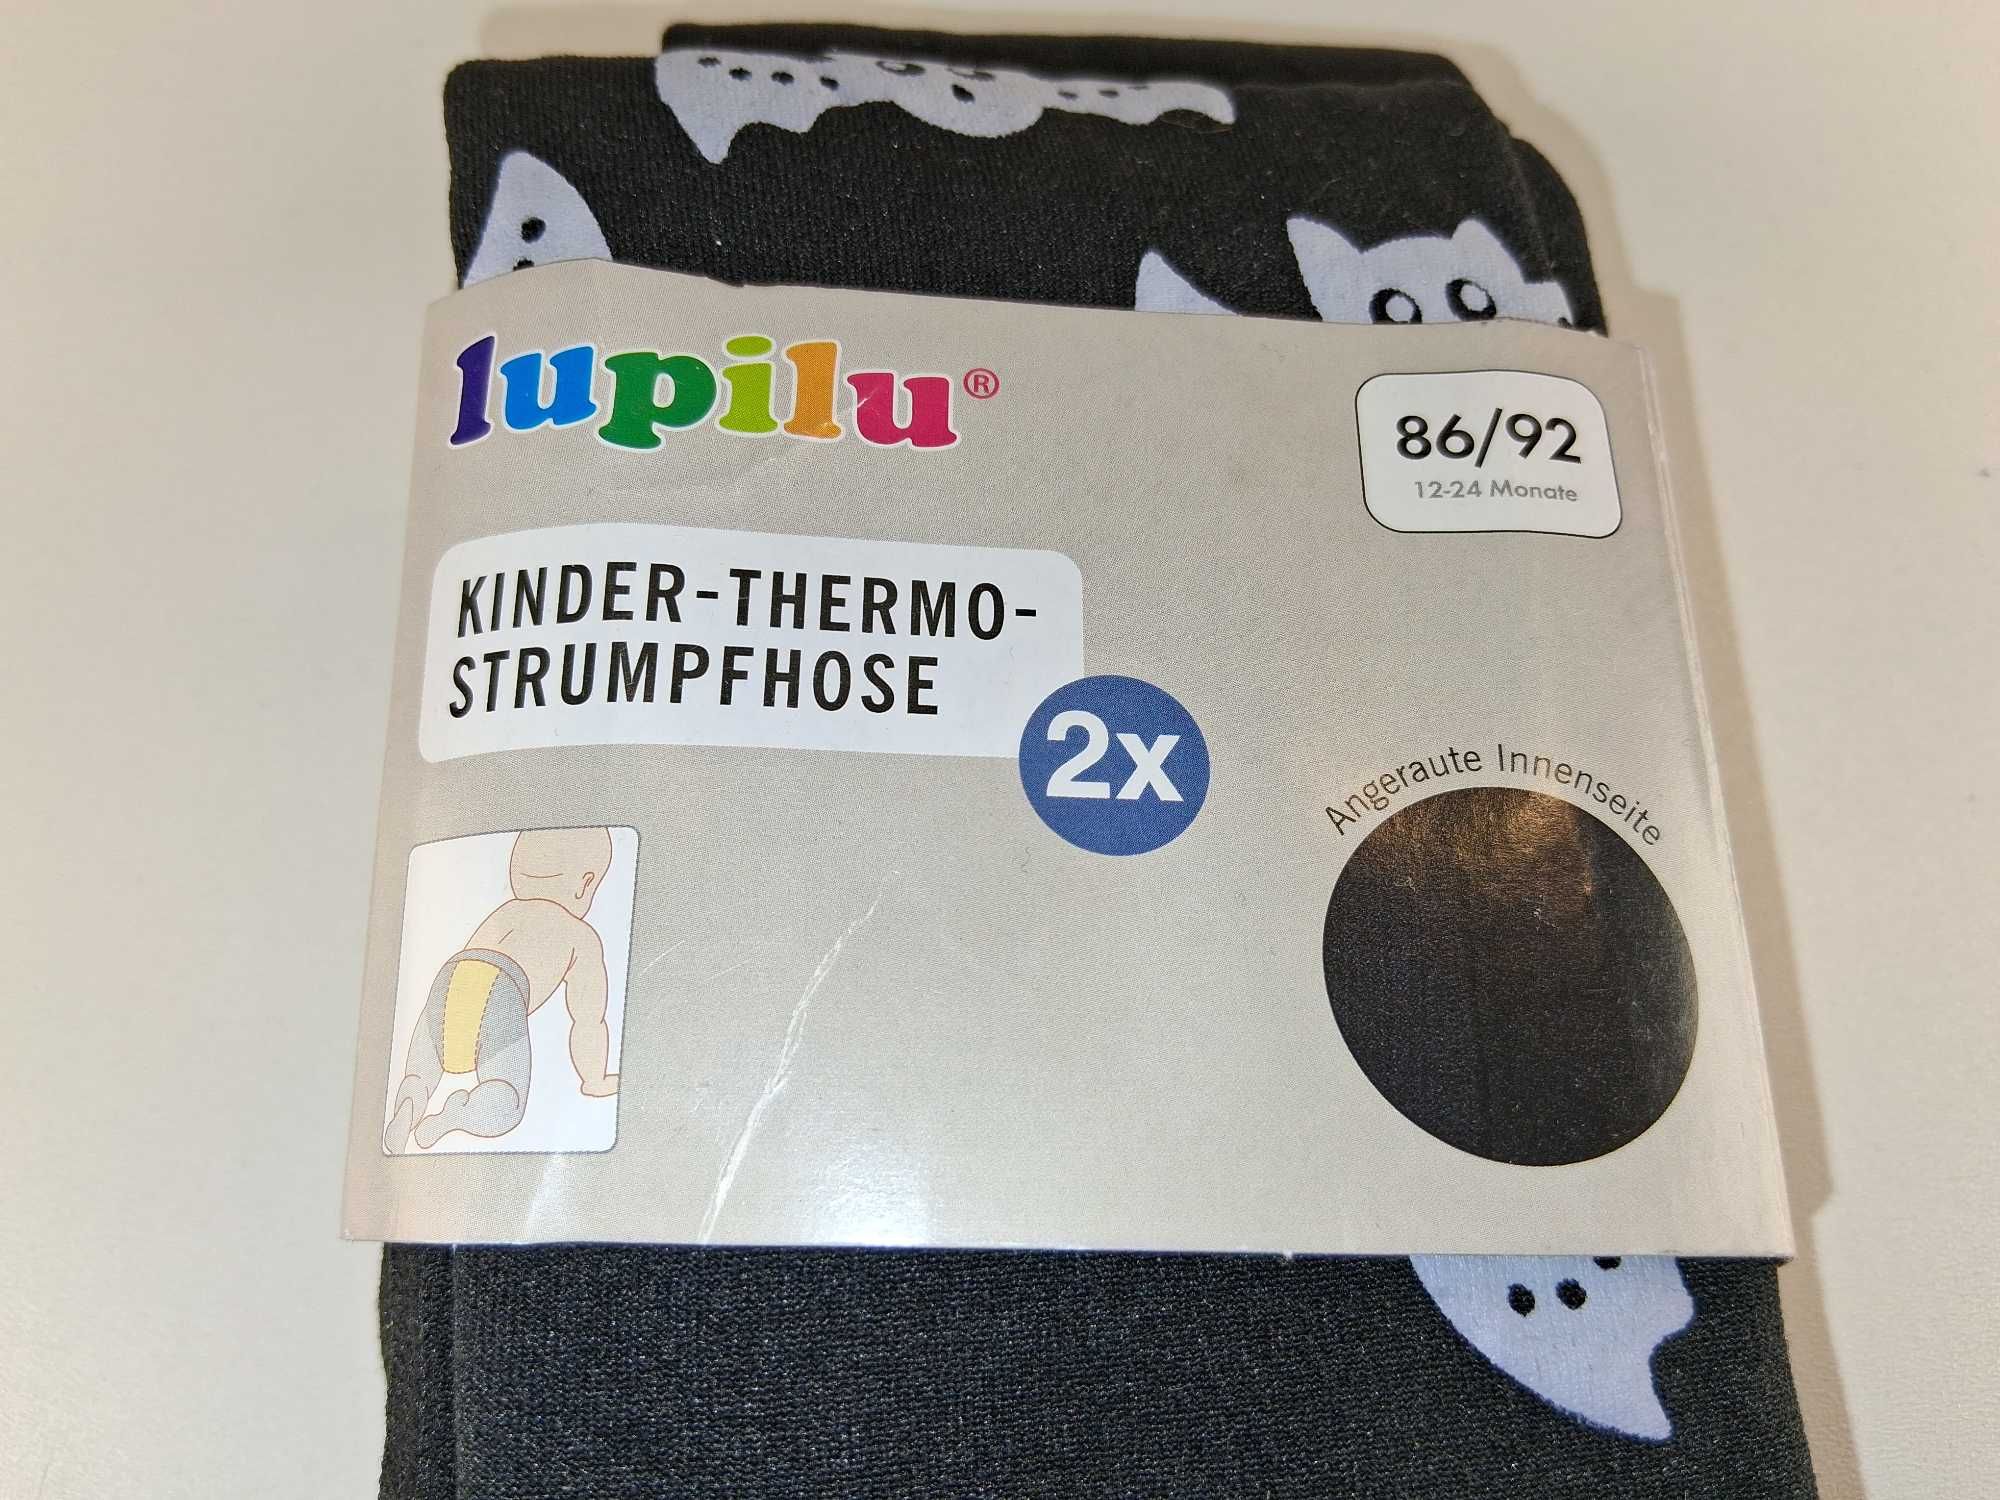 lupilu®
86/92
12-24 Monate
KINDER-THERMO-
STRUMPFHOSE
2x
Angeraute Innenseite